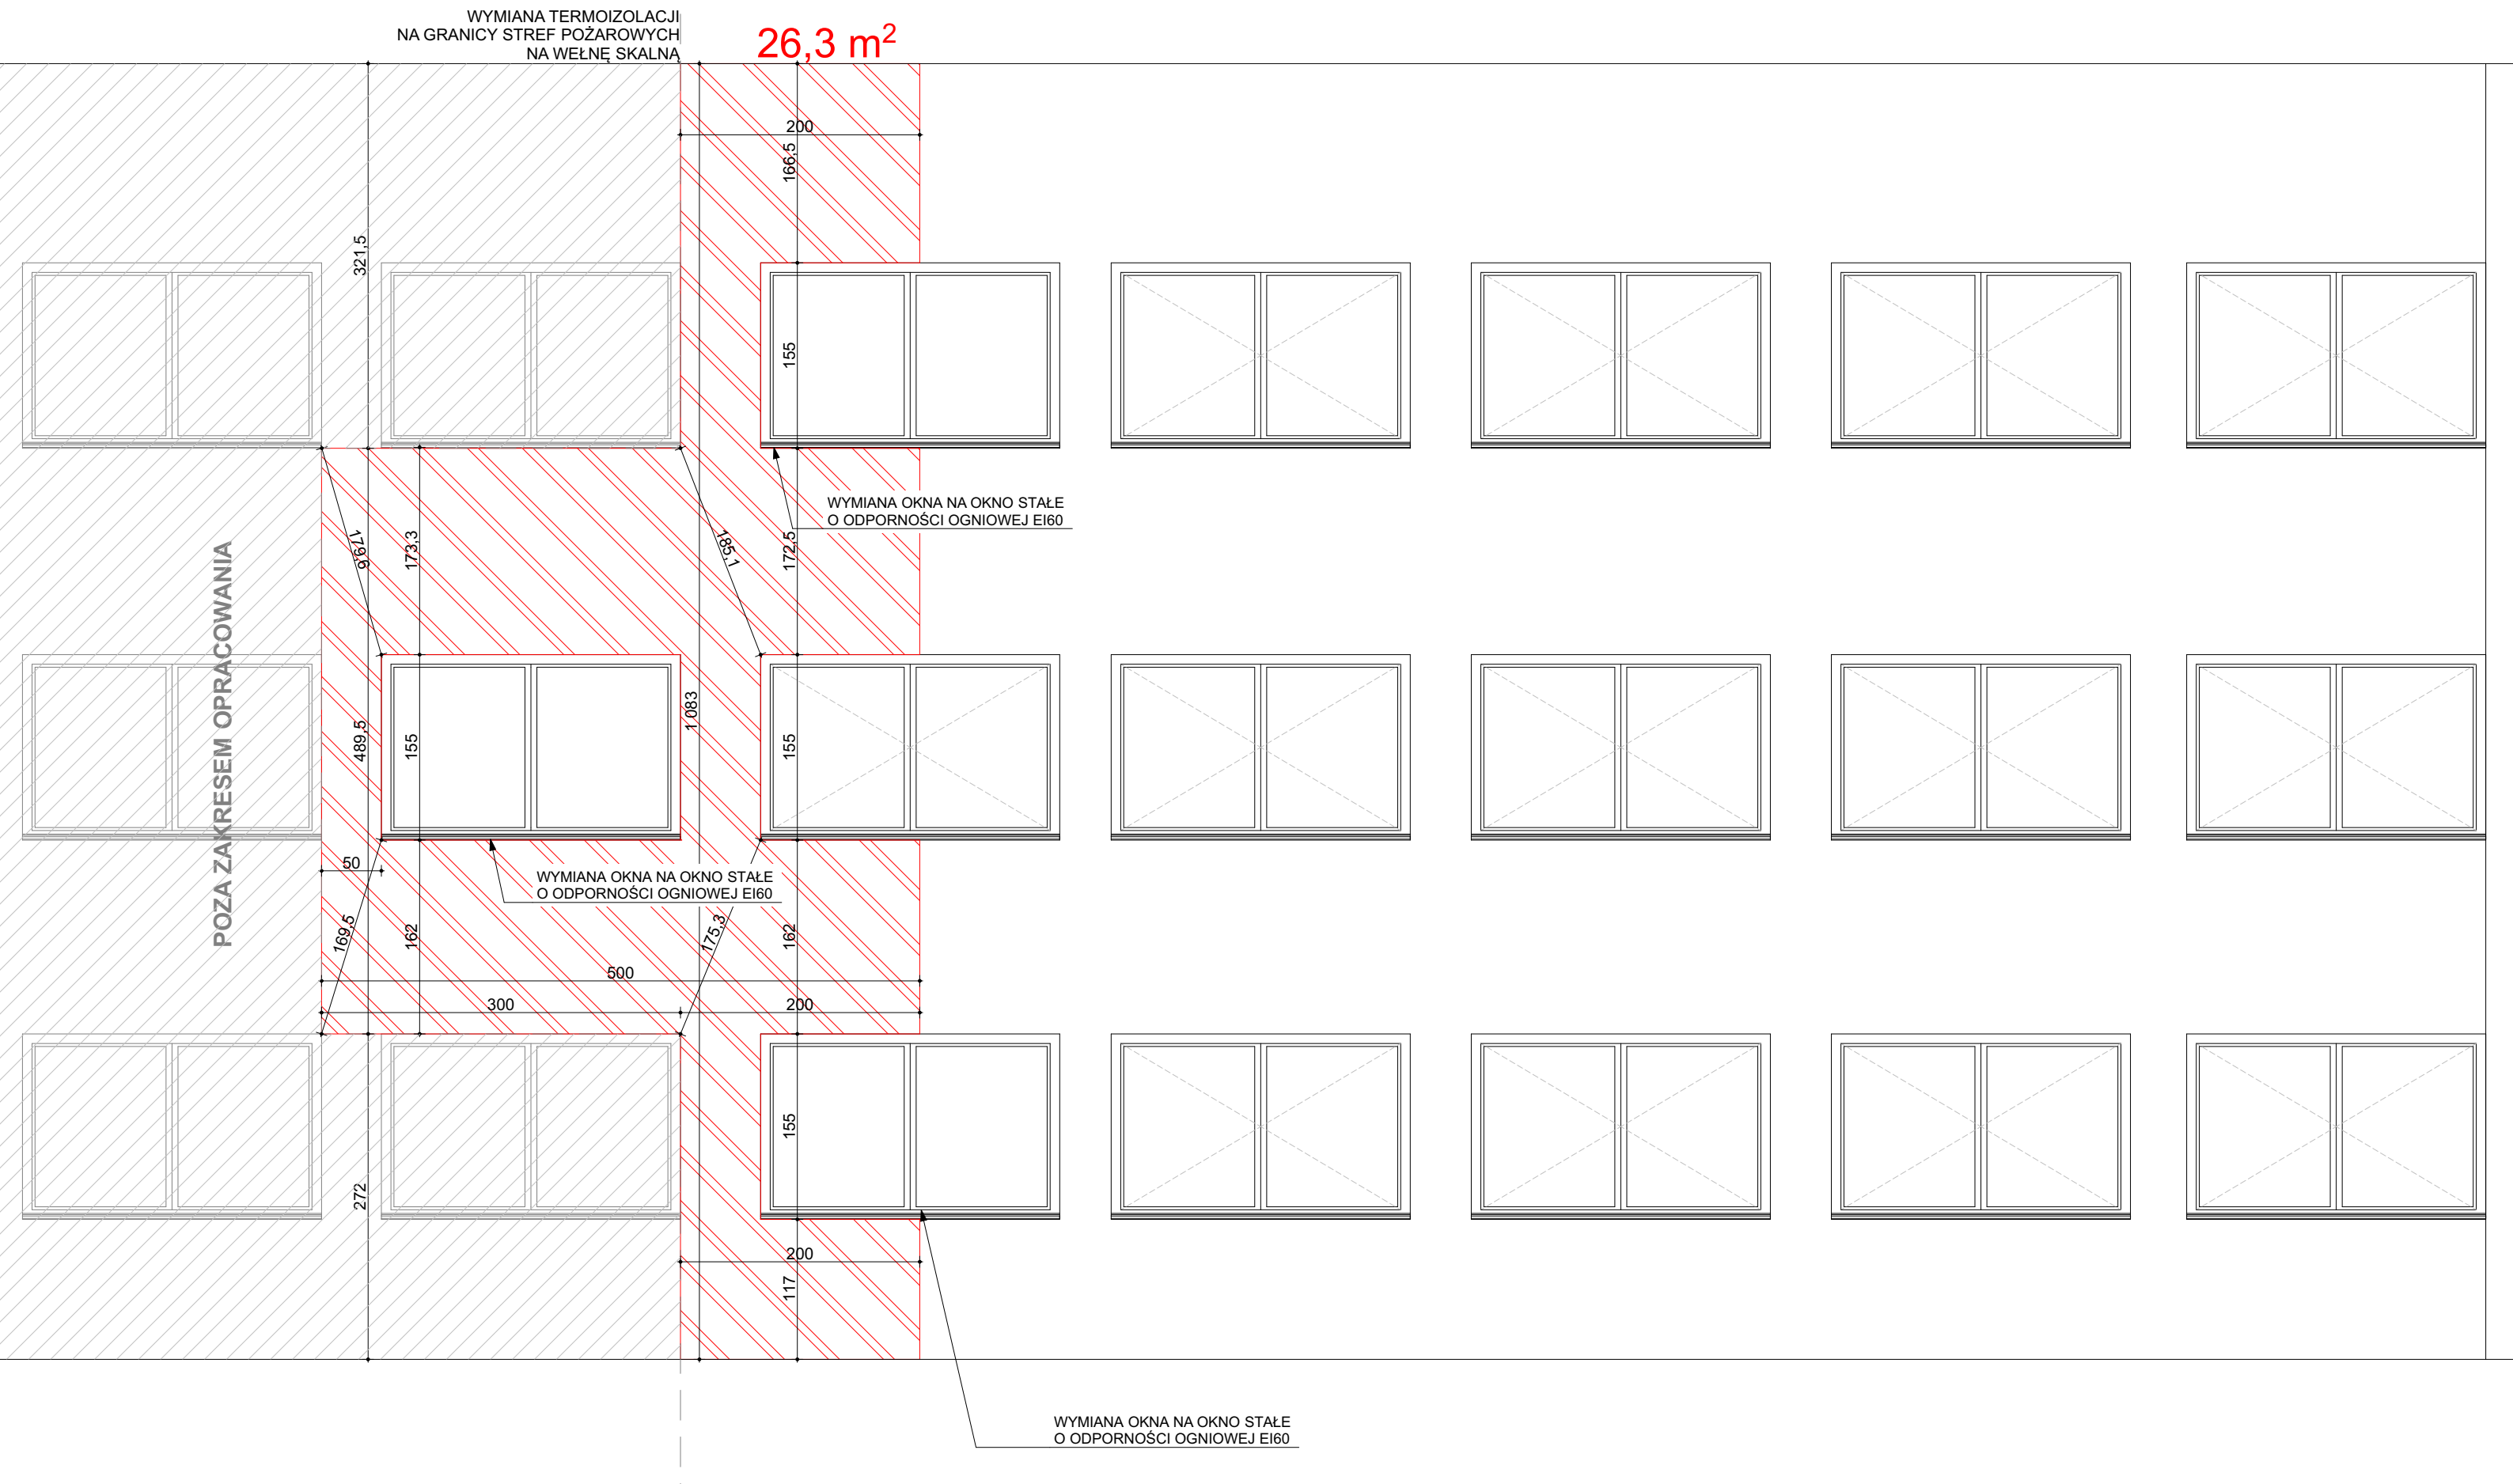 WYMIANA TERMOIZOLACJI
NA GRANICY STREF POŻAROWYCH
NA WEŁNĘ SKALNĄ
26,3 m²
200
166,5
321,5
155
WYMIANA OKNA NA OKNO STAŁE
O ODPORNOŚCI OGNIOWEJ EI60
179,6
173,3
185,1
172,5
POZA ZAKRESEM OPRACOWANIA
489,5
155
1 083
155
50
WYMIANA OKNA NA OKNO STAŁE
O ODPORNOŚCI OGNIOWEJ EI60
169,5
162
175,3
162
500
300
200
155
272
200
117
WYMIANA OKNA NA OKNO STAŁE
O ODPORNOŚCI OGNIOWEJ EI60